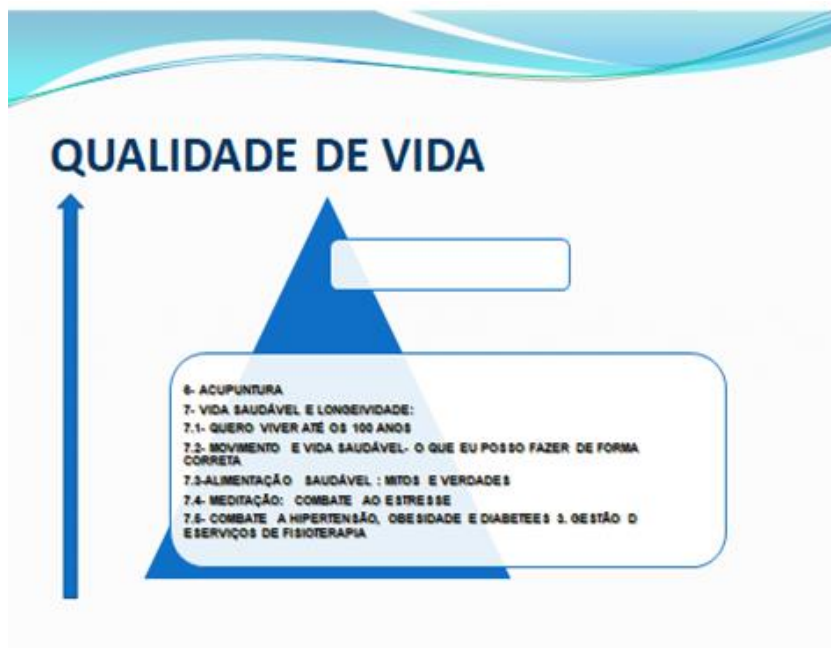 QUALIDADE DE VIDA
6- ACUPUNTURA
7- VIDA SAUDÁVEL E LONGEIVIDADE:
7.1- QUERO VIVER ATÉ OS 100 ANOS
7.2- MOVIMENTO E VIDA SAUDÁVEL- O QUE EU POSSO FAZER DE FORMA
CORRETA
7.3-ALIMENTAÇÃO SAUDÁVEL : MITOS E VERDADES
7.4- MEDITAÇÃO: COMBATE AO ESTRESSE
7.5- COMBATE A HIPERTENSÃO, OBESIDADE E DIABETEES 3. GESTÃO D
ESERVIÇOS DE FISIOTERAPIA